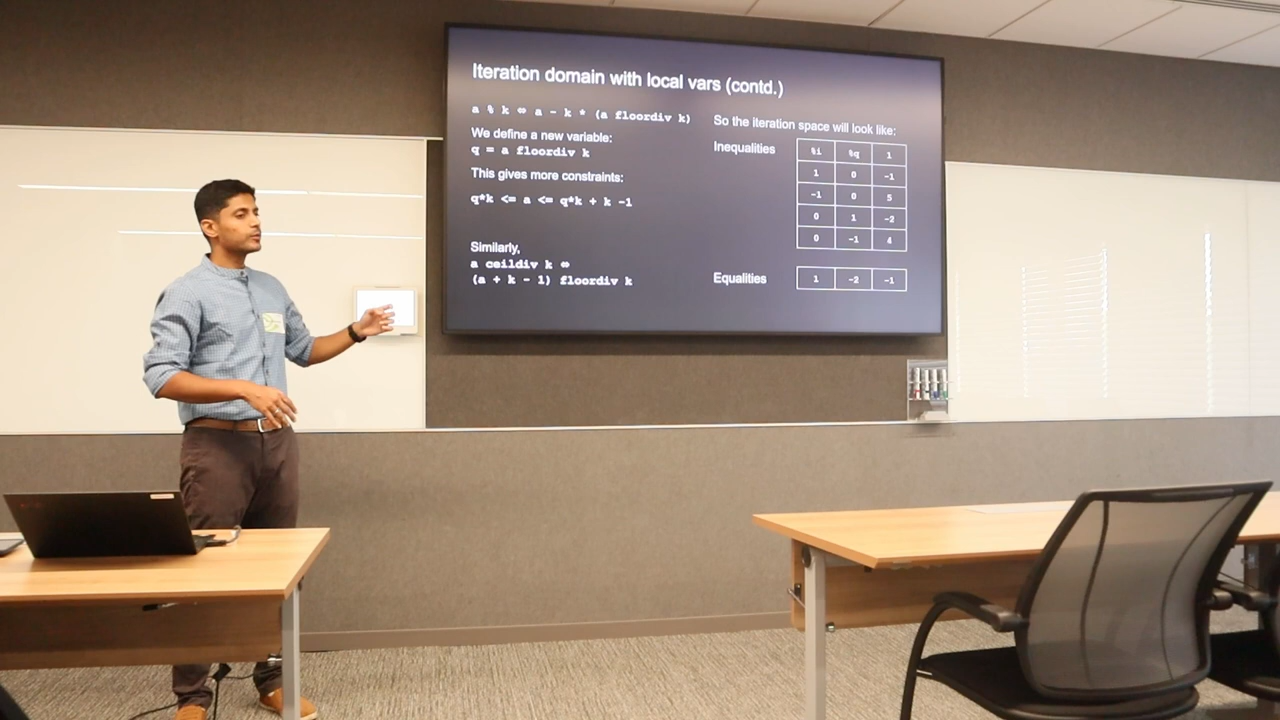 Iteration domain with local vars (contd.)
a % k ⇔ a - k * (a floordiv k)
We define a new variable:
q = a floordiv k
This gives more constraints:
q*k <= a <= q*k + k -1
Similarly,
a ceildiv k ⇔
(a + k - 1) floordiv k
So the iteration space will look like:
Inequalities
%i %q 1
1 0 -1
-1 0 5
0 1 -2
0 -1 4
Equalities
1 -2 -1